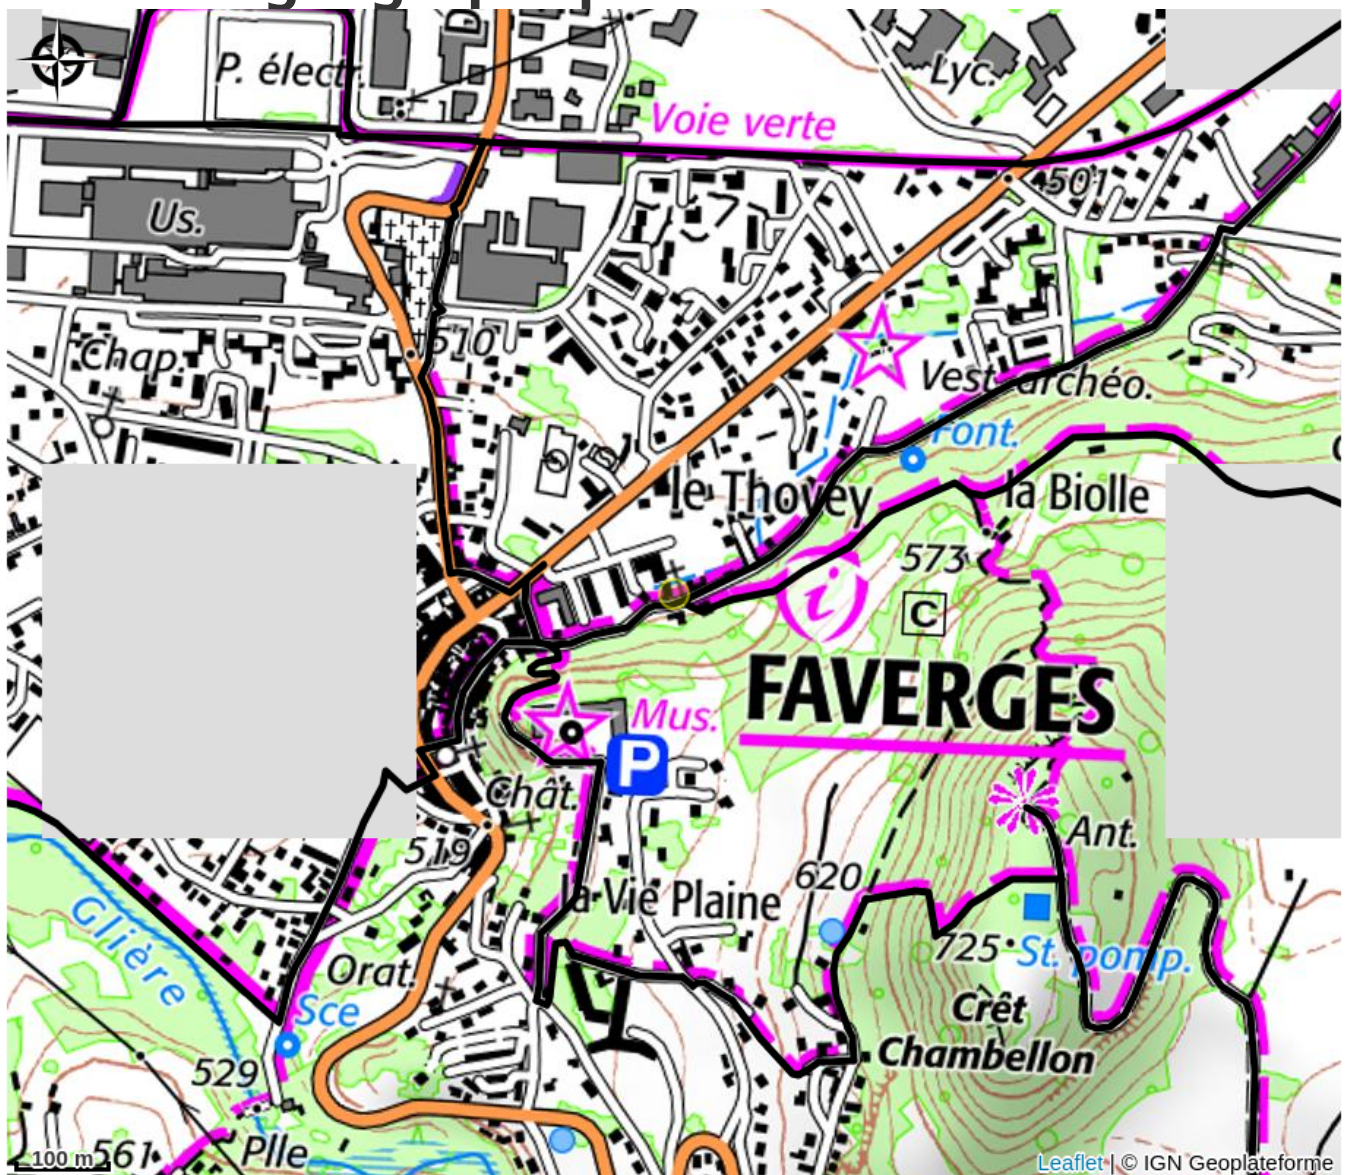 P. électr.
Lyc.
Voie verte
501
Us.
510
Chap.
Vest. archéo.
Font.
le Thovey
la Biolle
573
i
C
FAVERGES
Mus.
P
Chât.
519
Ant.
620
la Vie Plaine
Glière
725
St. pomp.
Orat.
Sce
Crêt
Chambellon
529
561
Plle
100 m
Leaflet | © IGN Geoplateforme